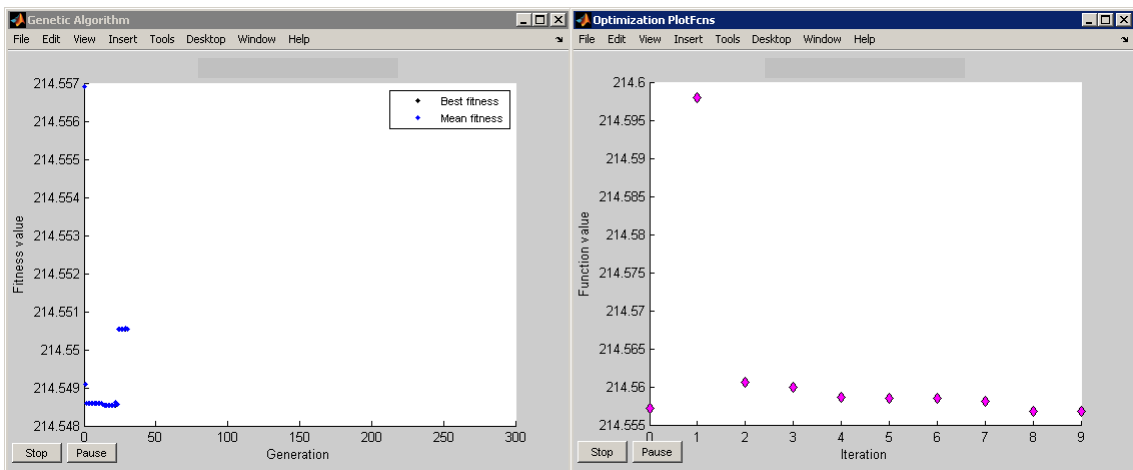 Genetic Algorithm
File Edit View Insert Tools Desktop Window Help
214.557
214.556
214.555
214.554
214.553
214.552
214.551
214.55
214.549
214.548
Fitness value
Best fitness
Mean fitness
0 50 100 150 200 250 300
Generation
Stop Pause
Optimization PlotFcns
File Edit View Insert Tools Desktop Window Help
214.6
214.595
214.59
214.585
214.58
214.575
214.57
214.565
214.56
214.555
Function value
0 1 2 3 4 5 6 7 8 9
Iteration
Stop Pause